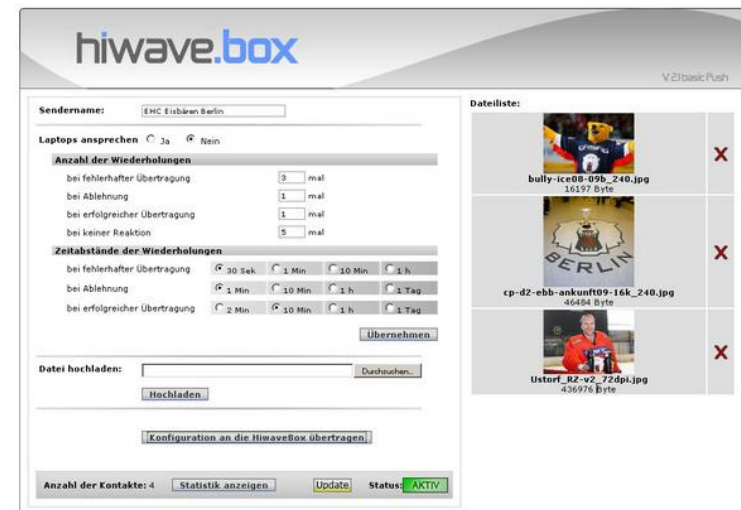 hiwave.box
V 2.1 basic Push
Sendername: EHC Eisbären Berlin
Laptops ansprechen Ja Nein
Anzahl der Wiederholungen
bei fehlerhafter Übertragung 3 mal
bei Ablehnung 1 mal
bei erfolgreicher Übertragung 1 mal
bei keiner Reaktion 5 mal
Zeitabstände der Wiederholungen
bei fehlerhafter Übertragung 30 Sek 1 Min 10 Min 1 h
bei Ablehnung 1 Min 10 Min 1 h 1 Tag
bei erfolgreicher Übertragung 2 Min 10 Min 1 h 1 Tag
Übernehmen
Datei hochladen: Durchsuchen...
Hochladen
Konfiguration an die HiwaveBox übertragen
Anzahl der Kontakte: 4 Statistik anzeigen Update Status: AKTIV
Dateiliste:
bully-ice08-09b_240.jpg
16197 Byte
BERLIN
cp-d2-ebb-ankunft09-16k_240.jpg
46484 Byte
Ustorf_R2-v2_72dpi.jpg
436976 Byte